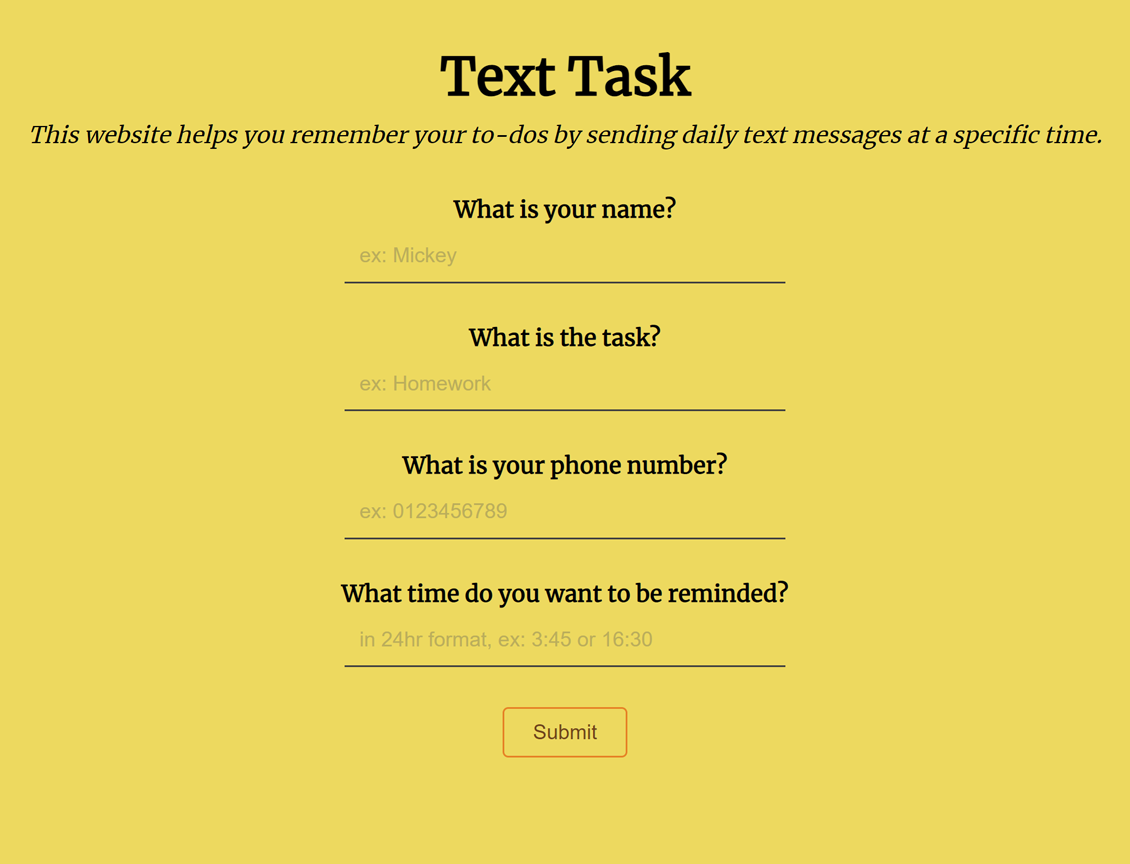 Text Task
This website helps you remember your to-dos by sending daily text messages at a specific time.
What is your name?
ex: Mickey
What is the task?
ex: Homework
What is your phone number?
ex: 0123456789
What time do you want to be reminded?
in 24hr format, ex: 3:45 or 16:30
Submit